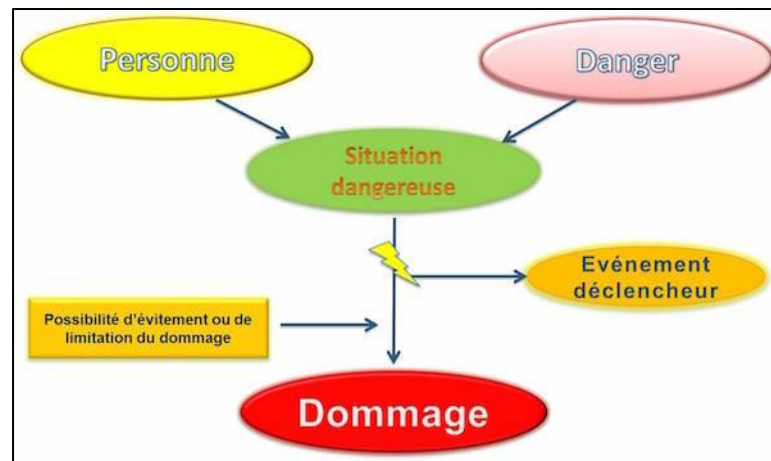 Personne
Danger
Situation
dangereuse
Evénement
déclencheur
Possibilité d'évitement ou de
limitation du dommage
Dommage